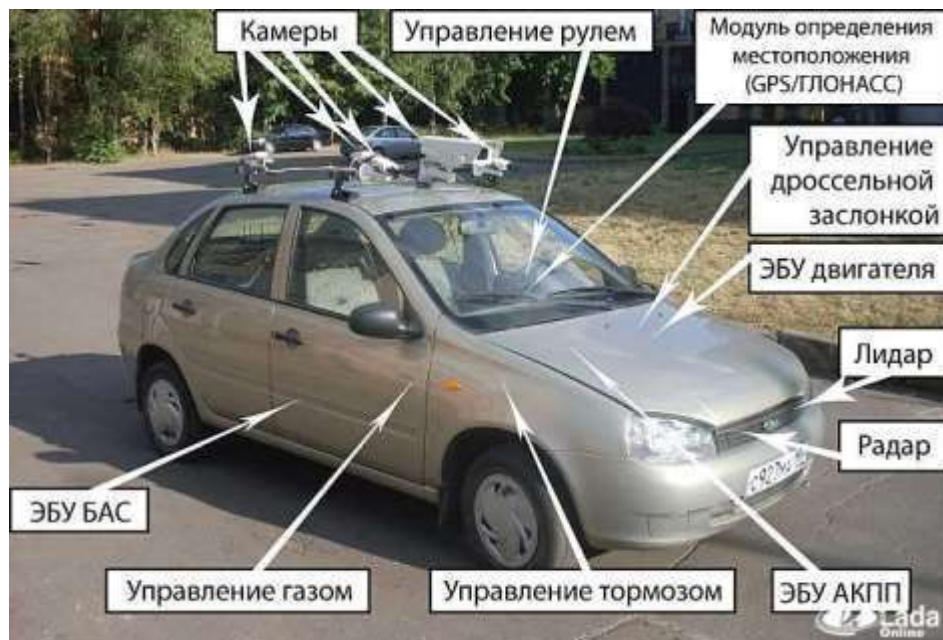 Камеры
Управление рулем
Модуль определения
местоположения
(GPS/ГЛОНАСС)
Управление
дроссельной
заслонкой
ЭБУ двигателя
Лидар
Радар
ЭБУ БАС
Управление газом
Управление тормозом
ЭБУ АКПП
Lada
Online